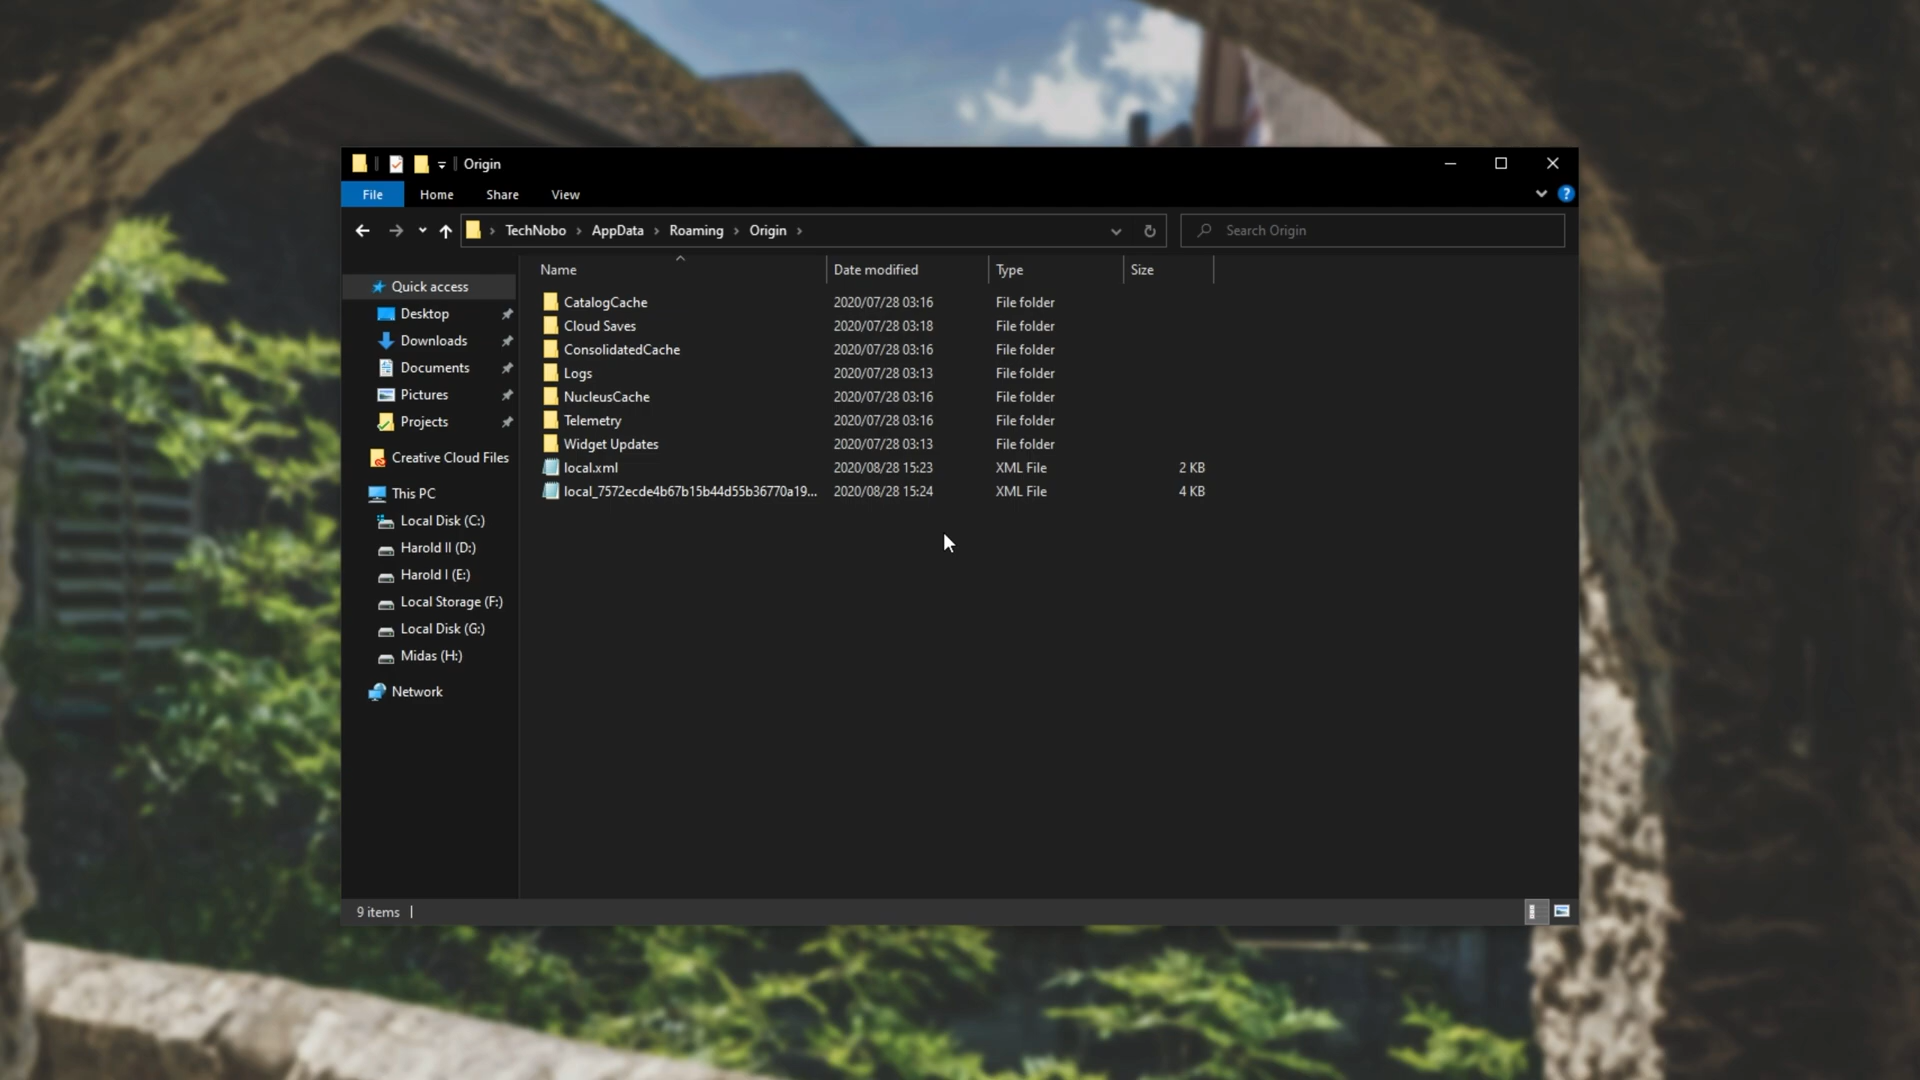 Origin
File Home Share View
TechNobo AppData Roaming Origin Search Origin
Name Date modified Type Size
Quick access
Desktop
Downloads
Documents
Pictures
Projects
Creative Cloud Files
This PC
Local Disk (C:)
Harold II (D:)
Harold I (E:)
Local Storage (F:)
Local Disk (G:)
Midas (H:)
Network
CatalogCache 2020/07/28 03:16 File folder
Cloud Saves 2020/07/28 03:18 File folder
ConsolidatedCache 2020/07/28 03:16 File folder
Logs 2020/07/28 03:13 File folder
NucleusCache 2020/07/28 03:16 File folder
Telemetry 2020/07/28 03:16 File folder
Widget Updates 2020/07/28 03:13 File folder
local.xml 2020/08/28 15:23 XML File 2 KB
local_7572ecde4b67b15b44d55b36770a19... 2020/08/28 15:24 XML File 4 KB
9 items